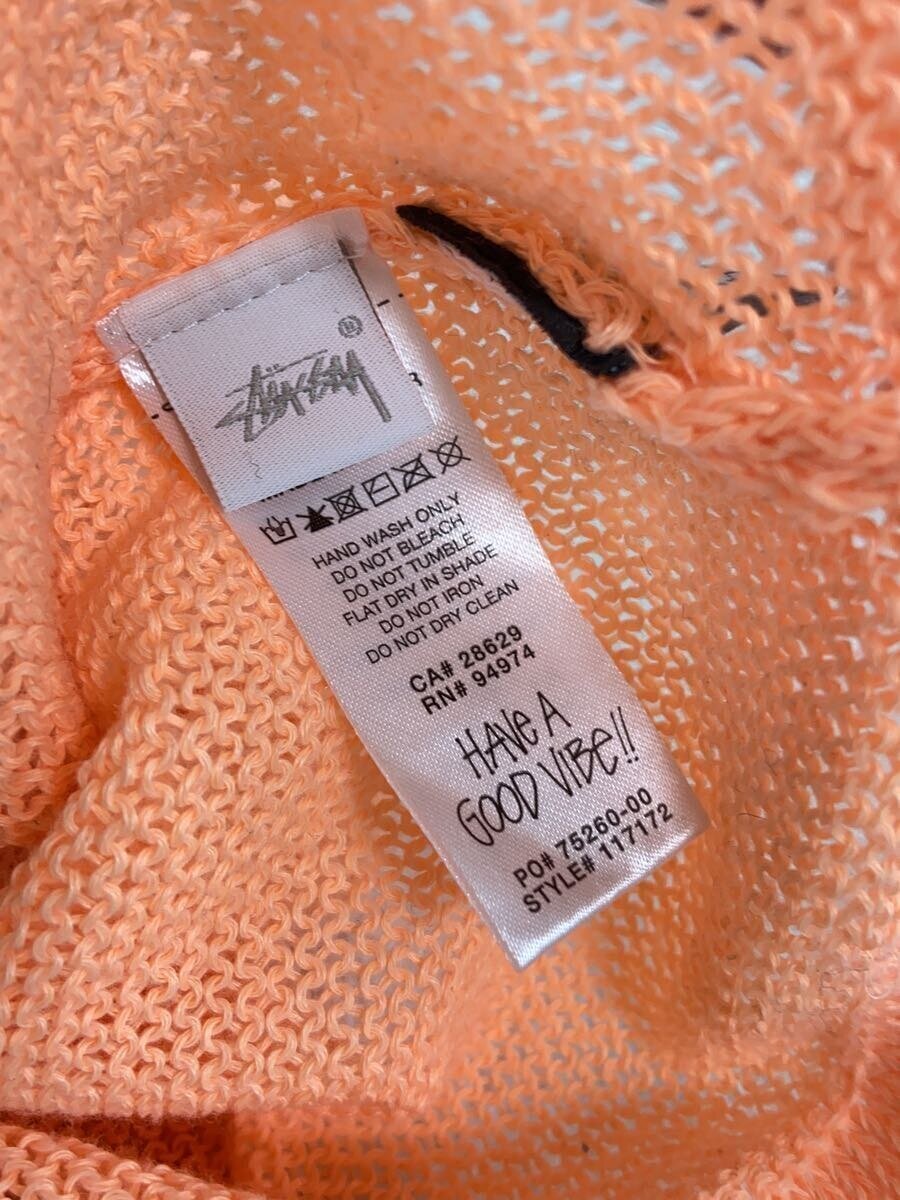 Stüssy
®
HAND WASH ONLY
DO NOT BLEACH
DO NOT TUMBLE
FLAT DRY IN SHADE
DO NOT IRON
DO NOT DRY CLEAN
CA# 28629
RN# 94974
HAVE A
GOOD VIBE!!
PO# 75260-00
STYLE# 117172